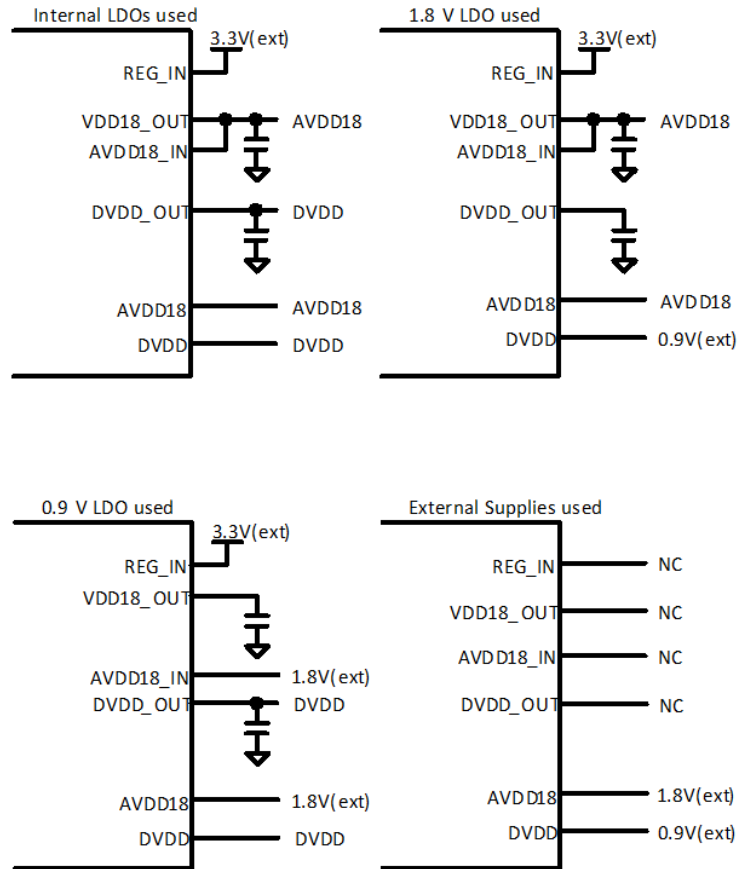 Internal LDOs used
3.3V(ext)
REG_IN
VDD18_OUT AVDD18
AVDD18_IN
DVDD_OUT DVDD
AVDD18 AVDD18
DVDD DVDD
1.8 V LDO used
3.3V(ext)
REG_IN
VDD18_OUT AVDD18
AVDD18_IN
DVDD_OUT
AVDD18 AVDD18
DVDD 0.9V(ext)
0.9 V LDO used
3.3V(ext)
REG_IN
VDD18_OUT
AVDD18_IN 1.8V(ext)
DVDD_OUT DVDD
AVDD18 1.8V(ext)
DVDD DVDD
External Supplies used
REG_IN NC
VDD18_OUT NC
AVDD18_IN NC
DVDD_OUT NC
AVDD18 1.8V(ext)
DVDD 0.9V(ext)